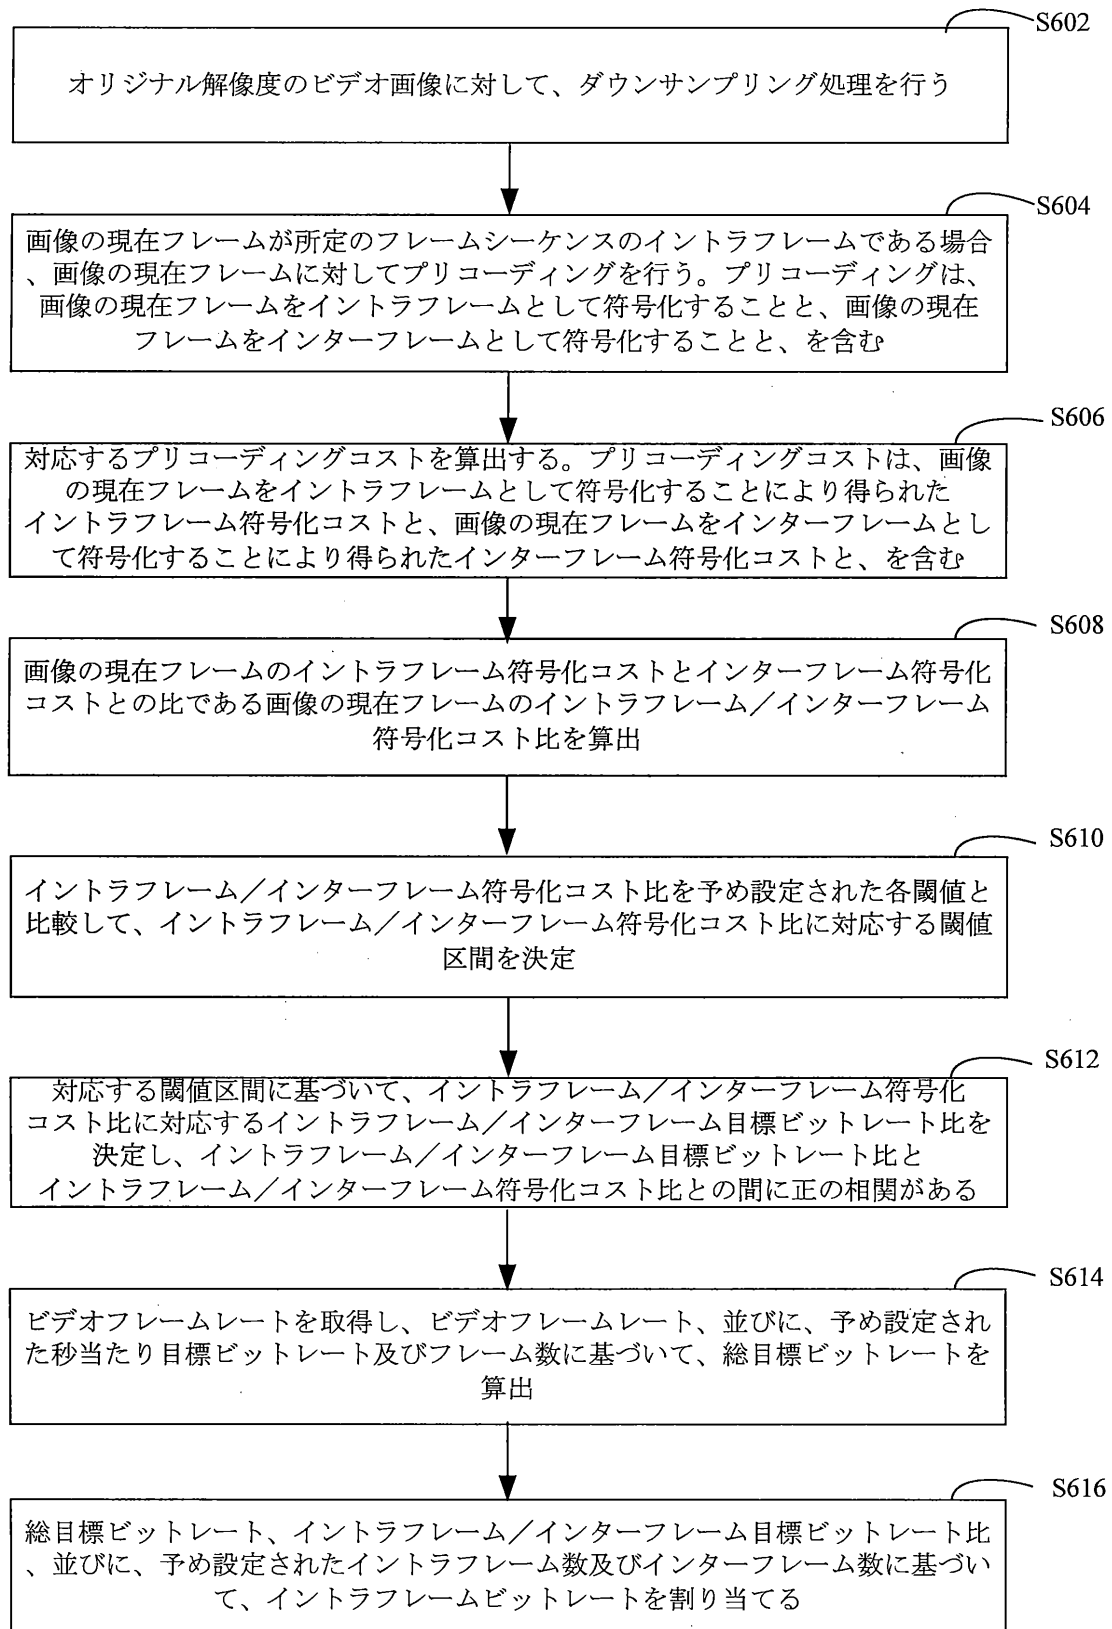 S602
オリジナル解像度のビデオ画像に対して、ダウンサンプリング処理を行う
S604
画像の現在フレームが所定のフレームシーケンスのイントラフレームである場合
、画像の現在フレームに対してプリコーディングを行う。プリコーディングは、
画像の現在フレームをイントラフレームとして符号化することと、画像の現在
フレームをインターフレームとして符号化することと、を含む
S606
対応するプリコーディングコストを算出する。プリコーディングコストは、画像
の現在フレームをイントラフレームとして符号化することにより得られた
イントラフレーム符号化コストと、画像の現在フレームをインターフレームとし
て符号化することにより得られたインターフレーム符号化コストと、を含む
S608
画像の現在フレームのイントラフレーム符号化コストとインターフレーム符号化
コストとの比である画像の現在フレームのイントラフレーム／インターフレーム
符号化コスト比を算出
S610
イントラフレーム／インターフレーム符号化コスト比を予め設定された各閾値と
比較して、イントラフレーム／インターフレーム符号化コスト比に対応する閾値
区間を決定
S612
対応する閾値区間に基づいて、イントラフレーム／インターフレーム符号化
コスト比に対応するイントラフレーム／インターフレーム目標ビットレート比を
決定し、イントラフレーム／インターフレーム目標ビットレート比と
イントラフレーム／インターフレーム符号化コスト比との間に正の相関がある
S614
ビデオフレームレートを取得し、ビデオフレームレート、並びに、予め設定され
た秒当たり目標ビットレート及びフレーム数に基づいて、総目標ビットレートを
算出
S616
総目標ビットレート、イントラフレーム／インターフレーム目標ビットレート比
、並びに、予め設定されたイントラフレーム数及びインターフレーム数に基づい
て、イントラフレームビットレートを割り当てる